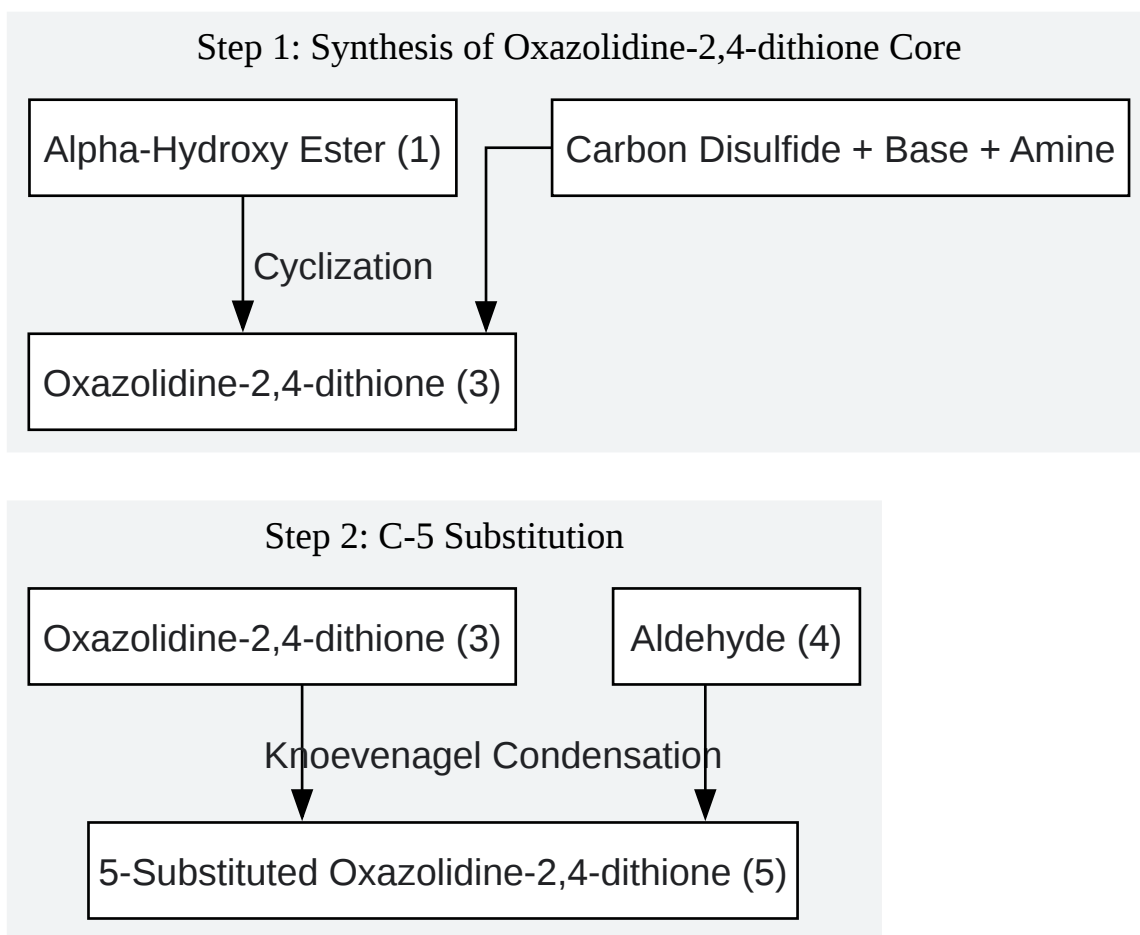 Step 1: Synthesis of Oxazolidine-2,4-dithione Core
Alpha-Hydroxy Ester (1)
Carbon Disulfide + Base + Amine
Cyclization
Oxazolidine-2,4-dithione (3)
Step 2: C-5 Substitution
Oxazolidine-2,4-dithione (3)
Aldehyde (4)
Knoevenagel Condensation
5-Substituted Oxazolidine-2,4-dithione (5)